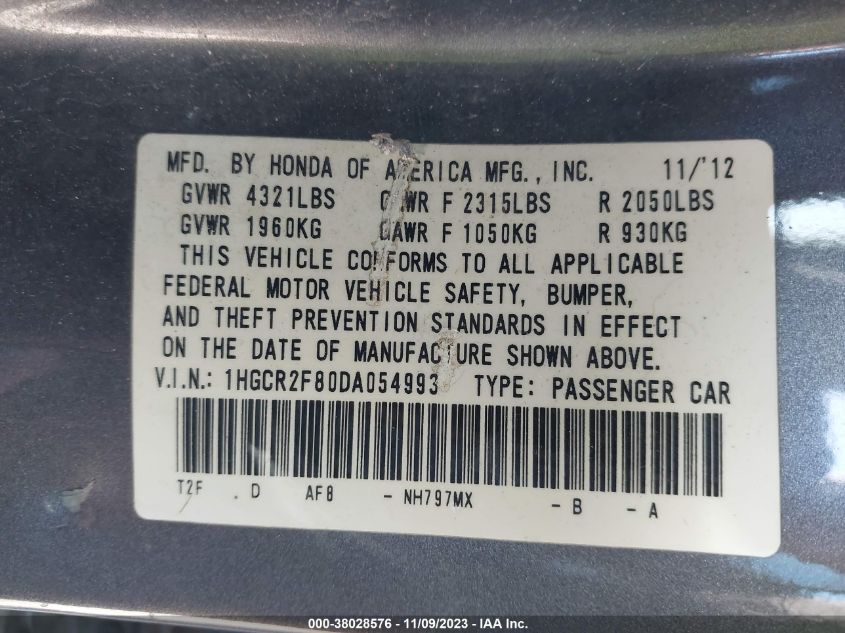 MFD. BY HONDA OF AMERICA MFG., INC. 11/'12
GVWR 4321LBS GAWR F 2315LBS R 2050LBS
GVWR 1960KG GAWR F 1050KG R 930KG
THIS VEHICLE CONFORMS TO ALL APPLICABLE
FEDERAL MOTOR VEHICLE SAFETY, BUMPER,
AND THEFT PREVENTION STANDARDS IN EFFECT
ON THE DATE OF MANUFACTURE SHOWN ABOVE.
V.I.N.: 1HGCR2F80DA054993 TYPE: PASSENGER CAR
T2F .D AF8 - NH797MX - B - A
000-38028576 - 11/09/2023 - IAA Inc.